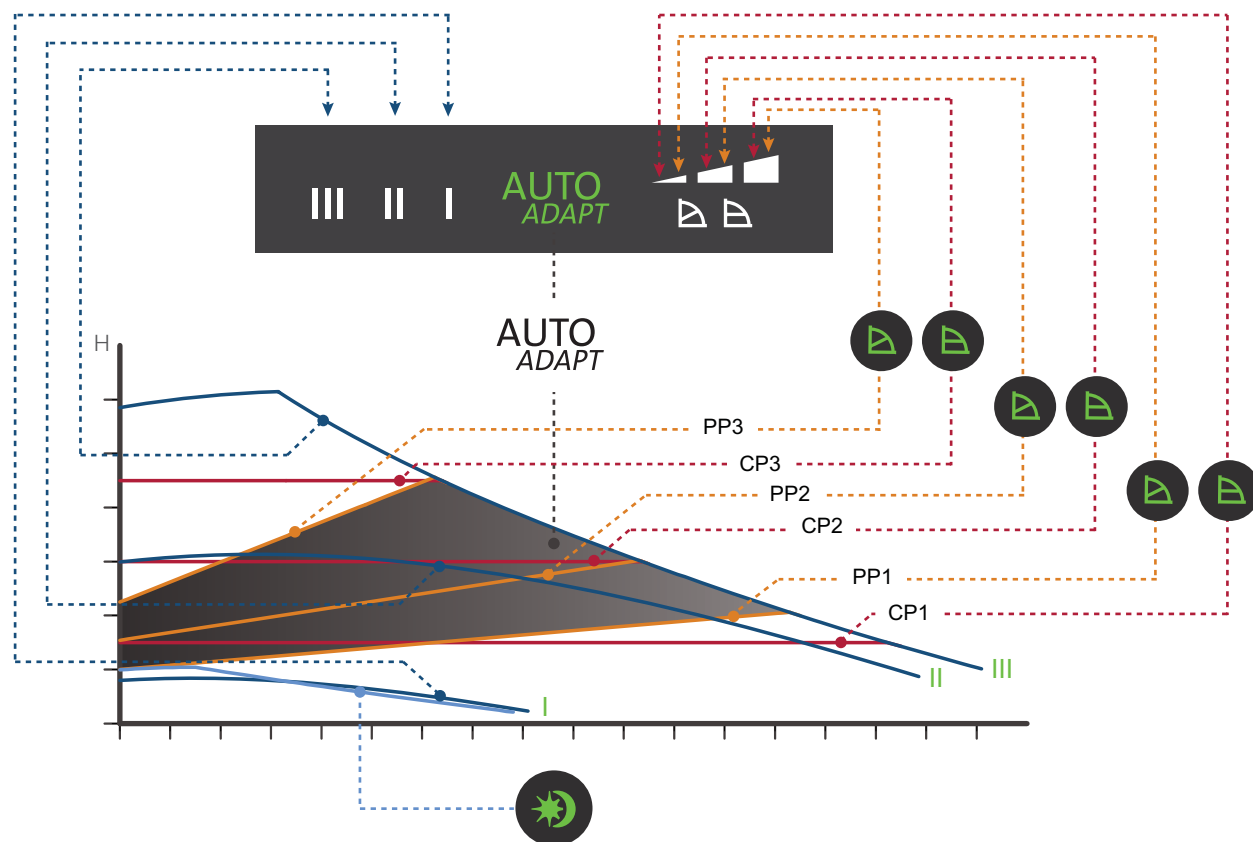 III II I AUTO
ADAPT
AUTO
ADAPT
H
PP3
CP3
PP2
CP2
PP1
CP1
III
II
I